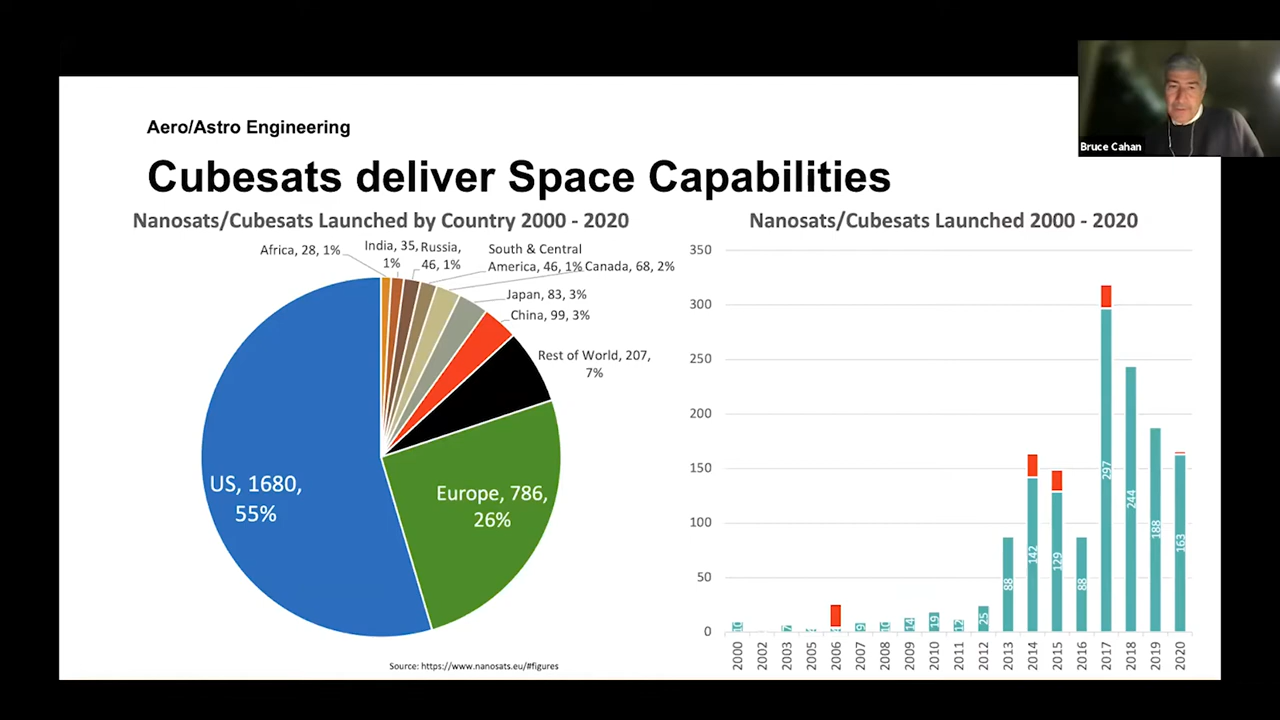 Bruce Cahan
Aero/Astro Engineering
Cubesats deliver Space Capabilities
Nanosats/Cubesats Launched by Country 2000 - 2020
Africa, 28, 1%
India, 35,
1%
Russia,
46, 1%
South & Central
America, 46, 1%
Canada, 68, 2%
Japan, 83, 3%
China, 99, 3%
Rest of World, 207,
7%
Europe, 786,
26%
US, 1680,
55%
Source: https://www.nanosats.eu/#figures
Nanosats/Cubesats Launched 2000 - 2020
350
300
250
200
150
100
50
0
10
14
19
12
25
88
142
129
88
297
244
188
163
2000
2002
2003
2005
2006
2007
2008
2009
2010
2011
2012
2013
2014
2015
2016
2017
2018
2019
2020